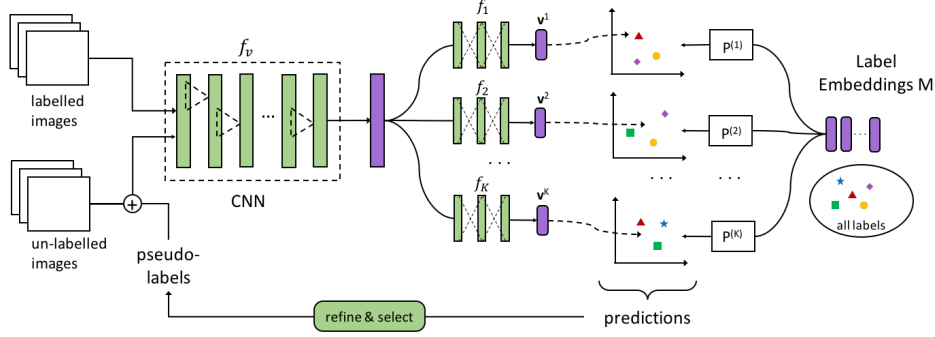 labelled
images
un-labelled
images
+
f_v
...
CNN
pseudo-
labels
f_1
v^1
f_2
v^2
...
f_K
v^K
P^(1)
P^(2)
...
...
P^(K)
Label
Embeddings M
...
all labels
refine & select
predictions